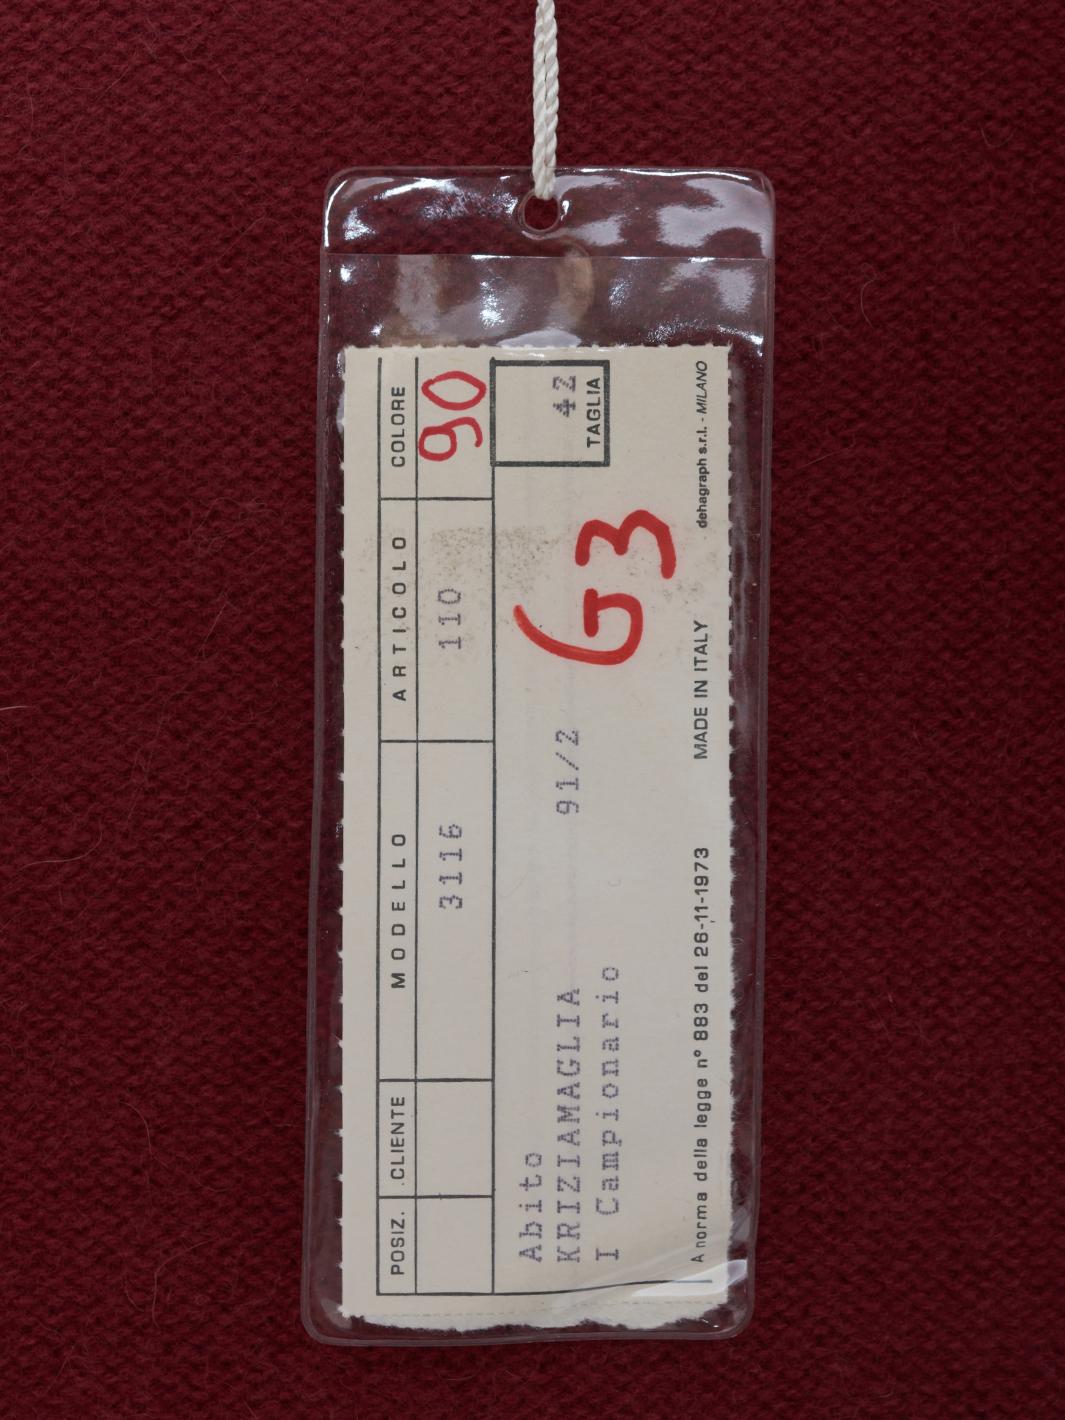 POSIZ. CLIENTE MODELLO ARTICOLO COLORE
3116 110 90
Abito
KRIZIAMAGLIA 91/2 42
I Campionario TAGLIA
G3
A norma della legge n° 883 del 26-11-1973 MADE IN ITALY dehagraph s.r.l. - MILANO